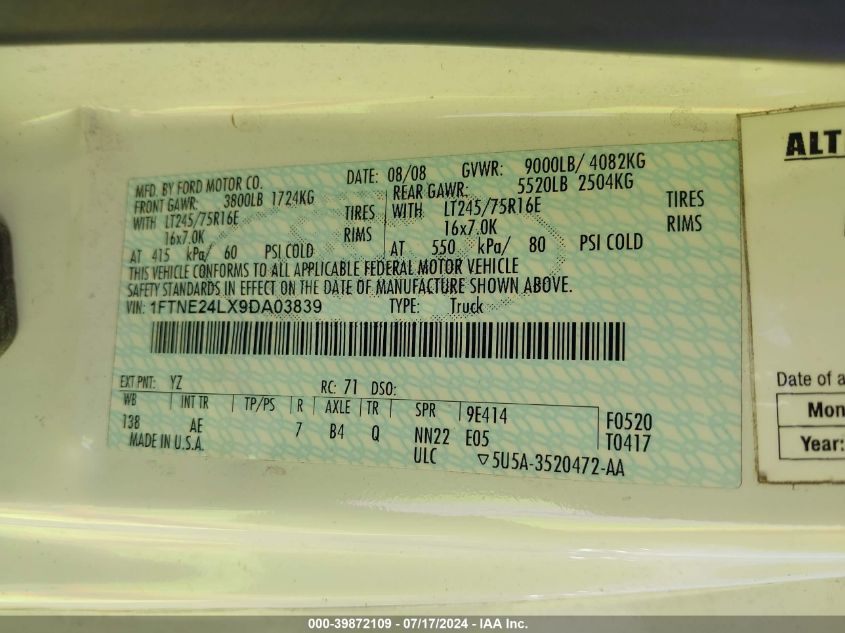 MFD. BY FORD MOTOR CO. DATE: 08/08 GVWR: 9000LB/ 4082KG
FRONT GAWR: 3800LB 1724KG REAR GAWR: 5520LB 2504KG
WITH LT245/75R16E TIRES WITH LT245/75R16E TIRES
16x7.0K RIMS 16x7.0K RIMS
AT 415 kPa/ 60 PSI COLD AT 550 kPa/ 80 PSI COLD
THIS VEHICLE CONFORMS TO ALL APPLICABLE FEDERAL MOTOR VEHICLE
SAFETY STANDARDS IN EFFECT ON THE DATE OF MANUFACTURE SHOWN ABOVE.
VIN: 1FTNE24LX9DA03839 TYPE: Truck
EXT PNT: YZ RC: 71 DSO:
WB INT TR TP/PS R AXLE TR SPR 9E414 F0520
138 AE 7 B4 Q NN22 E05 T0417
MADE IN U.S.A. ULC ▽5U5A-3520472-AA
ALT
Date of a
Mon
Year:
000-39872109 - 07/17/2024 - IAA Inc.